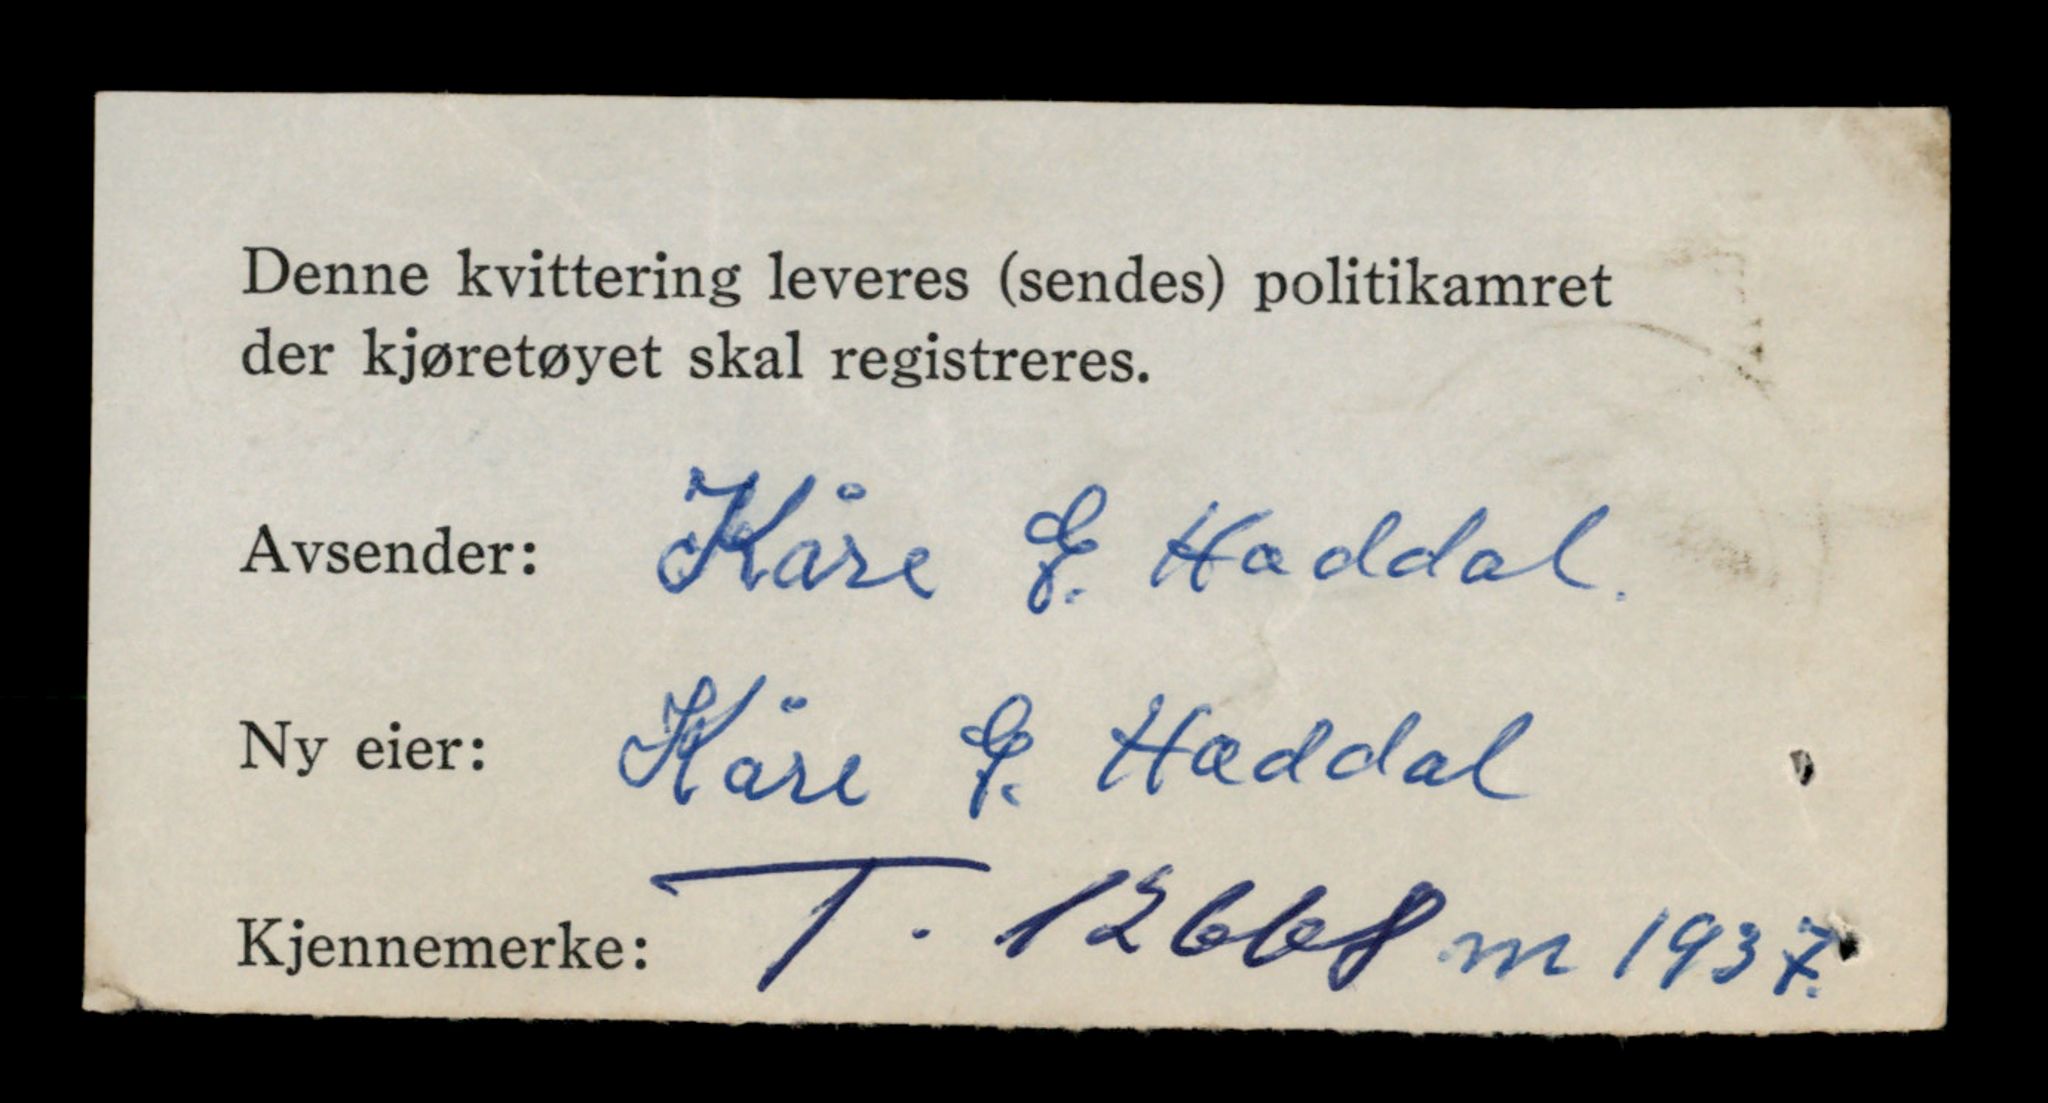 Denne kvittering leveres (sendes) politikamret
der kjøretøyet skal registreres.
Avsender: Kåre G. Haddal.
Ny eier: Kåre G. Haddal
Kjennemerke: T. 12668 m 1937.